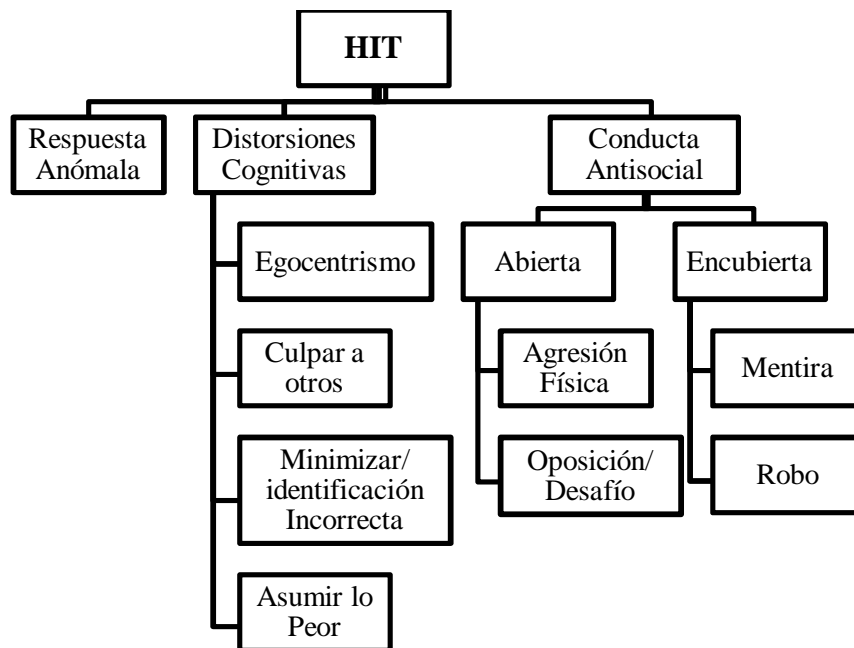 HIT
Respuesta
Anómala
Distorsiones
Cognitivas
Conducta
Antisocial
Egocentrismo
Culpar a
otros
Minimizar/
identificación
Incorrecta
Asumir lo
Peor
Abierta
Agresión
Física
Oposición/
Desafío
Encubierta
Mentira
Robo